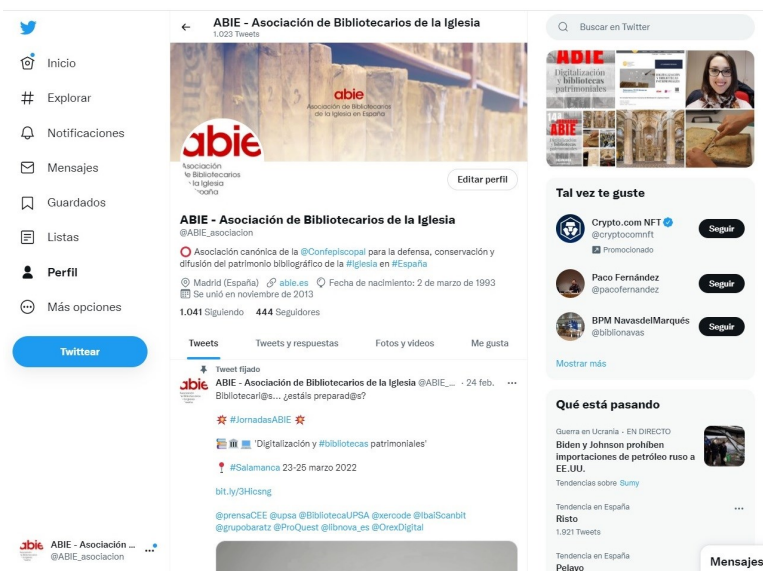 Inicio
Explorar
Notificaciones
Mensajes
Guardados
Listas
Perfil
Más opciones
Twittear
ABIE - Asociación ...
@ABIE_asociacion
ABIE - Asociación de Bibliotecarios de la Iglesia
1.023 Tweets
abie
Asociación de Bibliotecarios
de la Iglesia en España
abie
Asociación
de Bibliotecarios
Editar perfil
ABIE - Asociación de Bibliotecarios de la Iglesia
@ABIE_asociacion
Asociación canónica de la @Confepiscopal para la defensa, conservación y
difusión del patrimonio bibliográfico de la #Iglesia en #España
Madrid (España) abie.es Fecha de nacimiento: 2 de marzo de 1993
Se unió en noviembre de 2013
1.041 Siguiendo 444 Seguidores
Tweets Tweets y respuestas Fotos y videos Me gusta
Tweet fijado
ABIE - Asociación de Bibliotecarios de la Iglesia @ABIE_... · 24 feb. ...
Bibliotecari@s... ¿estáis preparad@s?
#JornadasABIE
'Digitalización y #bibliotecas patrimoniales'
#Salamanca 23-25 marzo 2022
bit.ly/3Hicsng
@prensaCEE @upsa @BibliotecaUPSA @xercode @IbaiScanbit
@grupobaratz @ProQuest @libnova_es @OrexDigital
Buscar en Twitter
ABIE
Digitalización
y bibliotecas
patrimoniales
ABIE
Tal vez te guste
Crypto.com NFT
@cryptocomnft
Promocionado
Seguir
Paco Fernández
@pacofernandez
Seguir
BPM NavasdelMarqués
@biblionavas
Seguir
Mostrar más
Qué está pasando
Guerra en Ucrania - EN DIRECTO
Biden y Johnson prohíben
importaciones de petróleo ruso a
EE.UU.
Tendencias sobre Sumy
Tendencia en España ...
Risto
1.921 Tweets
Tendencia en España
Pelayo
Mensajes